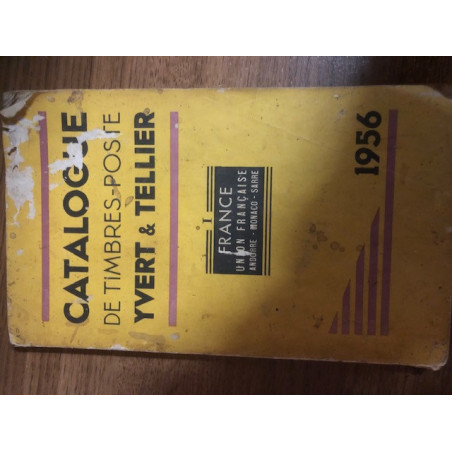 CATALOGUE
DE TIMBRES-POSTE
YVERT & TELLIER
I
FRANCE
UNION FRANÇAISE
ANDORRE - MONACO - SARRE
1956